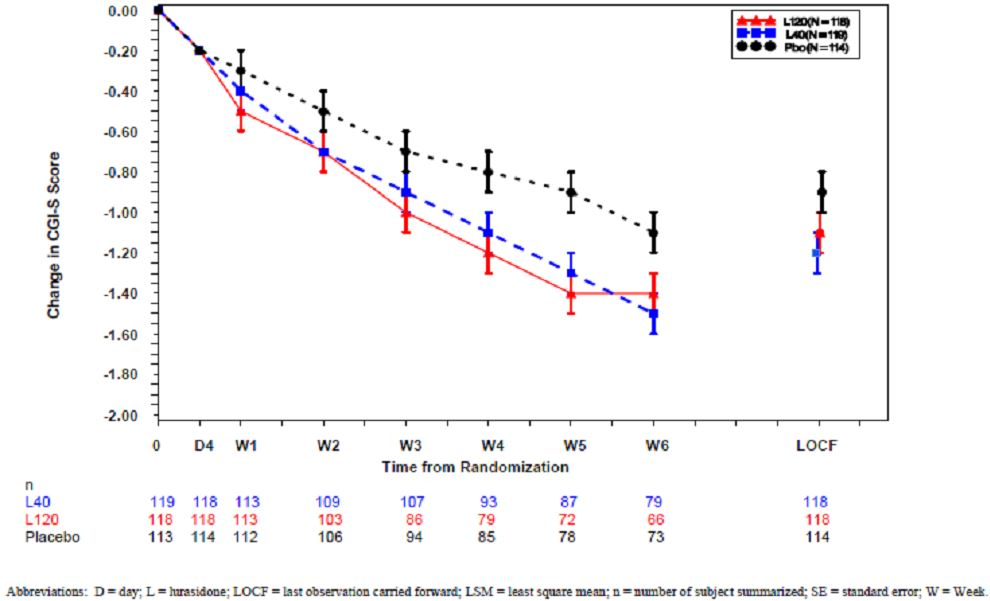 0.00
-0.20
-0.40
-0.60
-0.80
-1.00
-1.20
-1.40
-1.60
-1.80
-2.00
Change in CGI-S Score
L120(N=118)
L40(N=119)
Pbo(N=114)
0 D4 W1 W2 W3 W4 W5 W6 LOCF
Time from Randomization
n
L40 119 118 113 109 107 93 87 79 118
L120 118 118 113 103 86 79 72 66 118
Placebo 113 114 112 106 94 85 78 73 114
Abbreviations: D = day; L = lurasidone; LOCF = last observation carried forward; LSM = least square mean; n = number of subject summarized; SE = standard error; W = Week.